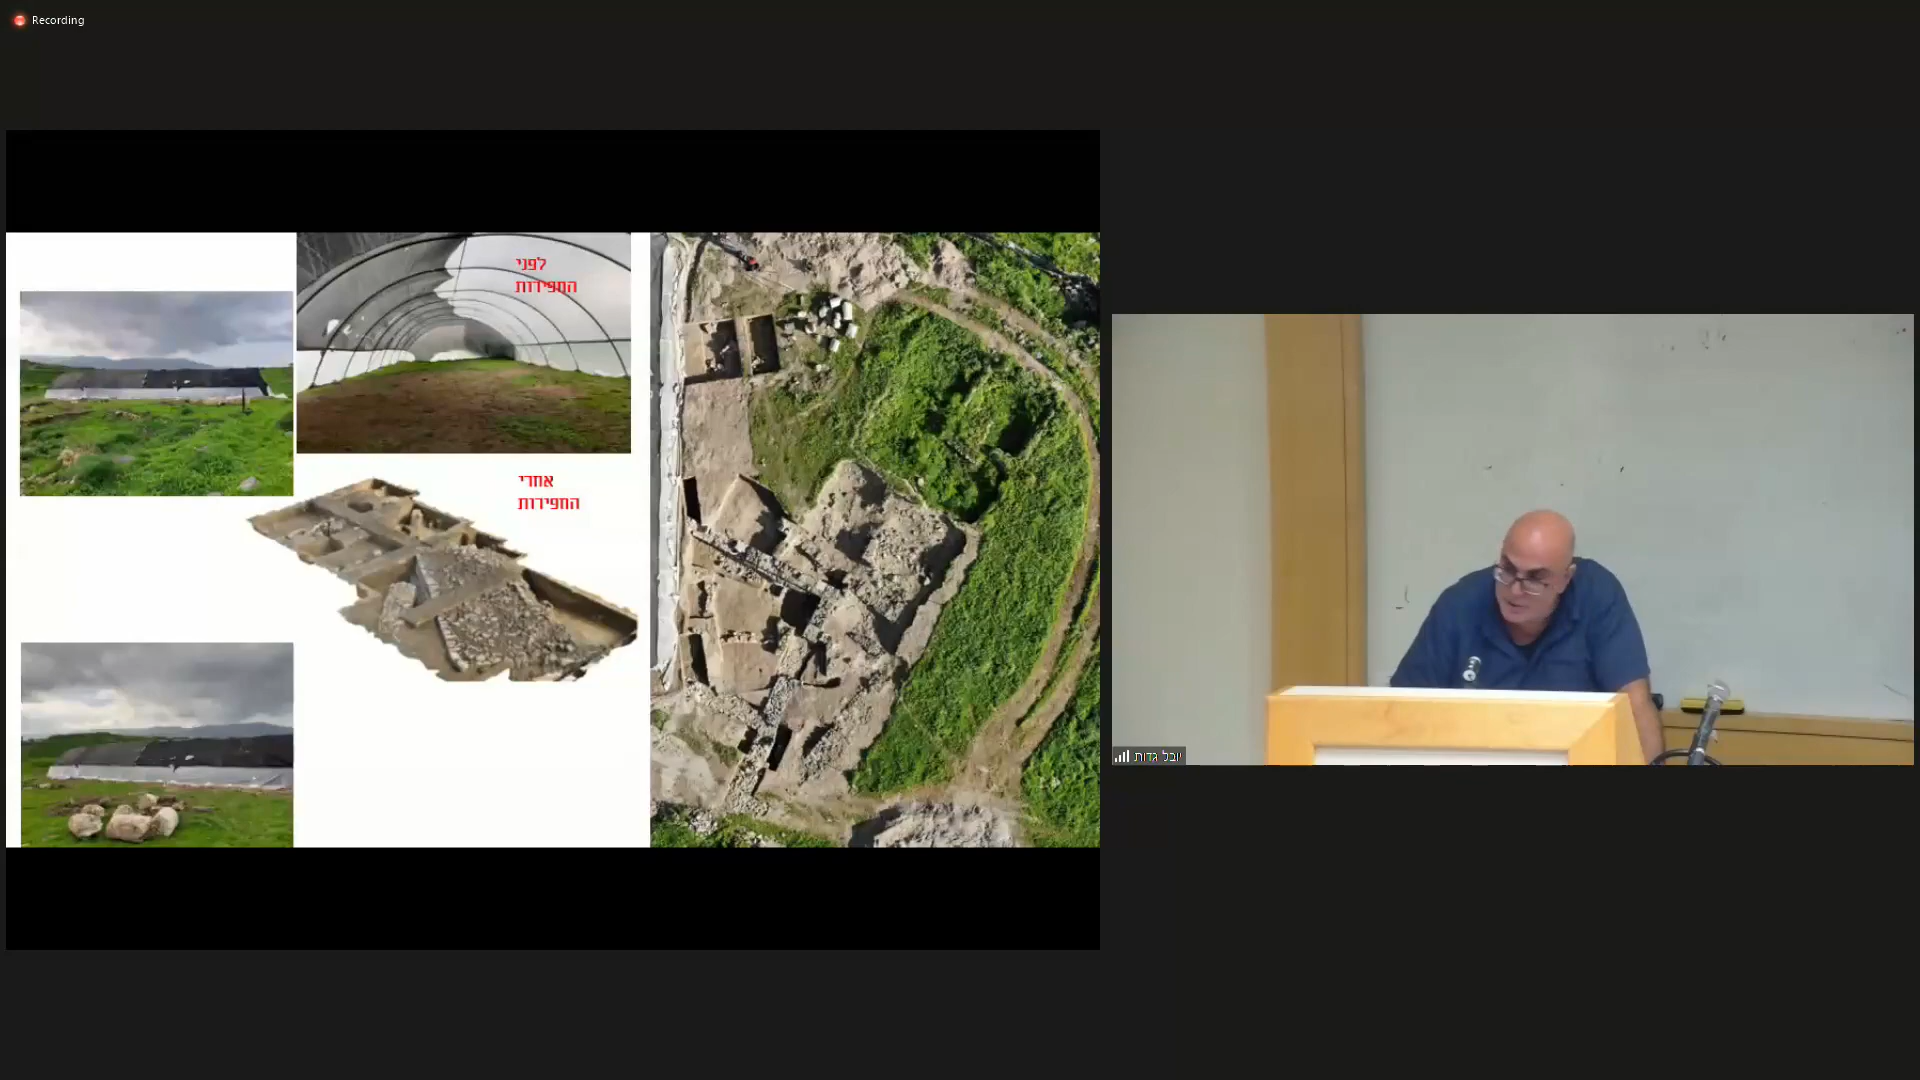 Recording
לפני
החפירות
אחרי
החפירות
יובל גדות